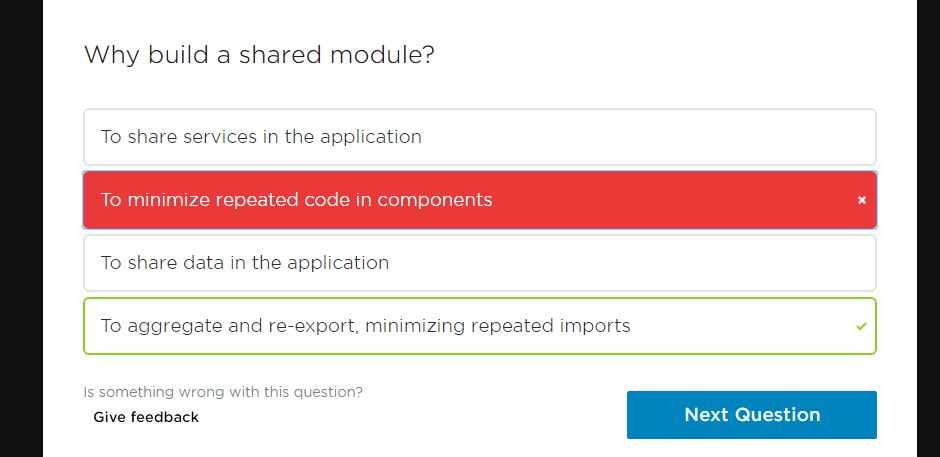 Why build a shared module?
To share services in the application
To minimize repeated code in components
To share data in the application
To aggregate and re-export, minimizing repeated imports
Is something wrong with this question?
Give feedback
Next Question